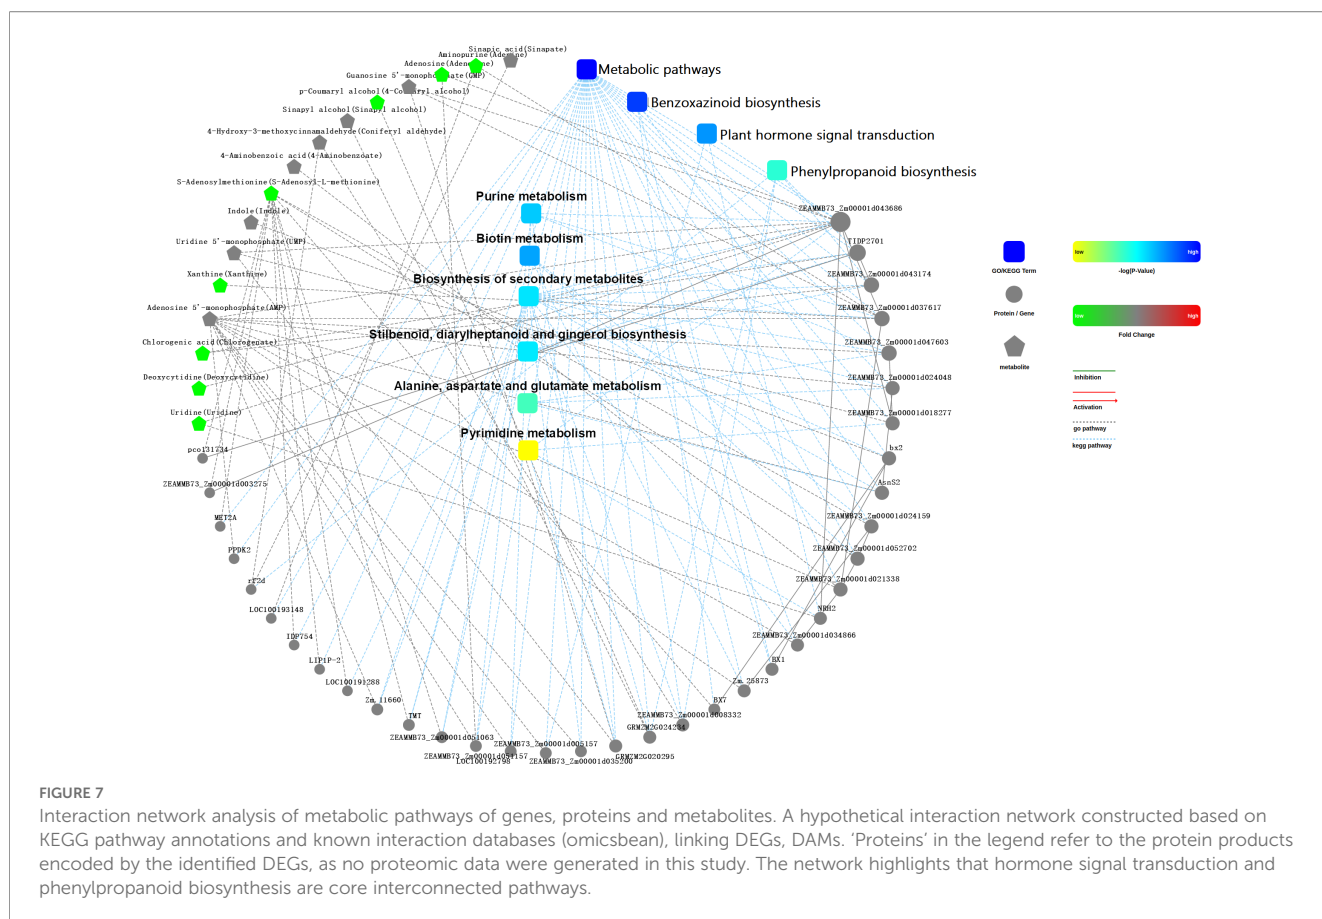 Sinapic acid(Sinapate)
Aminopurine(Adenine)
Adenosine(Adenosine)
Guanosine 5'-monophosphate(GMP)
p-Coumaryl alcohol(4-Coumaryl alcohol)
Sinapyl alcohol(Sinapyl alcohol)
4-Hydroxy-3-methoxycinnamaldehyde(Coniferyl aldehyde)
4-Aminobenzoic acid(4-Aminobenzoate)
S-Adenosylmethionine(S-Adenosyl-L-methionine)
Indole(Indole)
Uridine 5'-monophosphate(UMP)
Xanthine(Xanthine)
Adenosine 5'-monophosphate(AMP)
Chlorogenic acid(Chlorogenate)
Deoxycytidine(Deoxycytidine)
Uridine(Uridine)
pco131734
ZEAMMB73_Zm00001d003275
MET2A
PPDK2
rf2d
LOC100193148
IDP754
LIP1P-2
LOC100191288
Zm.11660
TMT
ZEAMMB73_Zm00001d051063
ZEAMMB73_Zm00001d051157
LOC100192798
ZEAMMB73_Zm00001d005157
ZEAMMB73_Zm00001d035200
GRMZM2G020295
GRMZM2G024234
ZEAMMB73_Zm00001d008332
BX7
Zm.25873
BX1
ZEAMMB73_Zm00001d034866
NRH2
ZEAMMB73_Zm00001d021338
ZEAMMB73_Zm00001d052702
ZEAMMB73_Zm00001d024159
AsnS2
bx2
ZEAMMB73_Zm00001d018277
ZEAMMB73_Zm00001d024048
ZEAMMB73_Zm00001d047603
ZEAMMB73_Zm00001d037617
ZEAMMB73_Zm00001d043174
TIDP2701
ZEAMMB73_Zm00001d043686
Metabolic pathways
Benzoxazinoid biosynthesis
Plant hormone signal transduction
Phenylpropanoid biosynthesis
Purine metabolism
Biotin metabolism
Biosynthesis of secondary metabolites
Stilbenoid, diarylheptanoid and gingerol biosynthesis
Alanine, aspartate and glutamate metabolism
Pyrimidine metabolism
GO/KEGG Term
Protein / Gene
metabolite
low high
-log(P-Value)
low high
Fold Change
Inhibition
Activation
go pathway
kegg pathway
FIGURE 7
Interaction network analysis of metabolic pathways of genes, proteins and metabolites. A hypothetical interaction network constructed based on
KEGG pathway annotations and known interaction databases (omicsbean), linking DEGs, DAMs. ‘Proteins’ in the legend refer to the protein products
encoded by the identified DEGs, as no proteomic data were generated in this study. The network highlights that hormone signal transduction and
phenylpropanoid biosynthesis are core interconnected pathways.